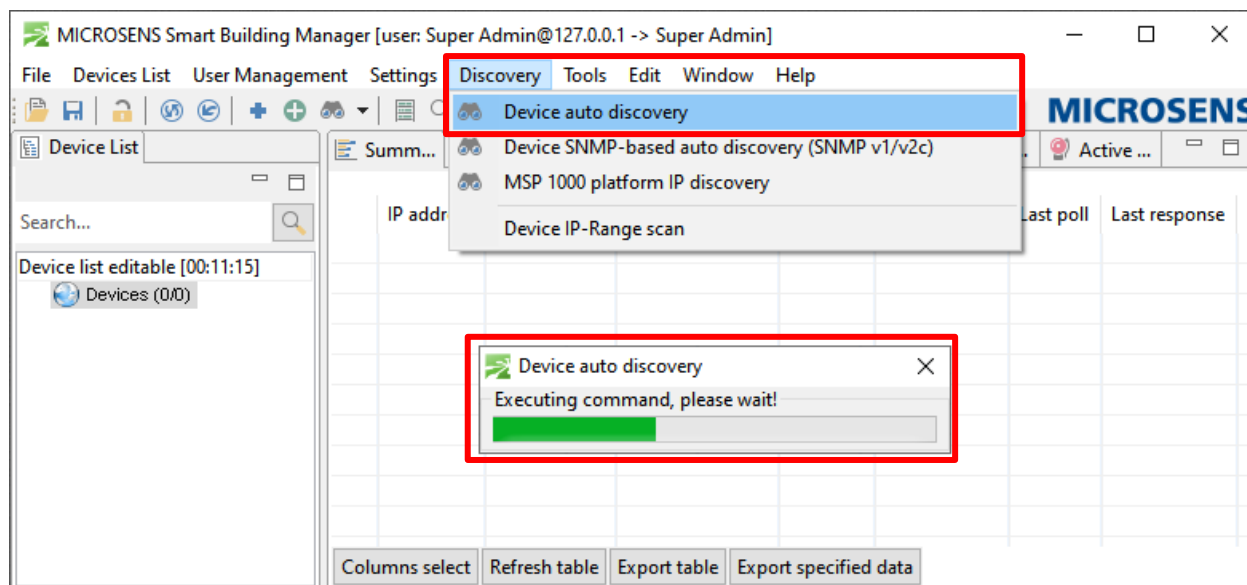 MICROSENS Smart Building Manager [user: Super Admin@127.0.0.1 -> Super Admin]
File Devices List User Management Settings Discovery Tools Edit Window Help
Device auto discovery
MICROSENS
Device List
Summ...
Device SNMP-based auto discovery (SNMP v1/v2c)
Active ...
MSP 1000 platform IP discovery
Search...
IP addr
Last poll
Last response
Device IP-Range scan
Device list editable [00:11:15]
Devices (0/0)
Device auto discovery
Executing command, please wait!
Columns select
Refresh table
Export table
Export specified data